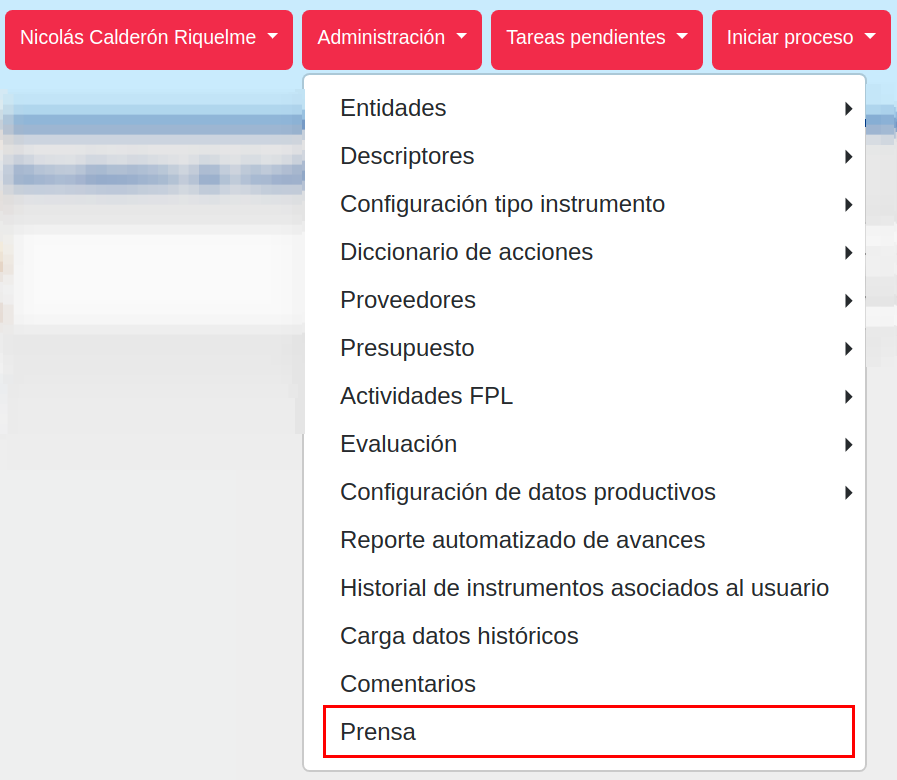 Nicolás Calderón Riquelme
Administración
Tareas pendientes
Iniciar proceso
Entidades
Descriptores
Configuración tipo instrumento
Diccionario de acciones
Proveedores
Presupuesto
Actividades FPL
Evaluación
Configuración de datos productivos
Reporte automatizado de avances
Historial de instrumentos asociados al usuario
Carga datos históricos
Comentarios
Prensa